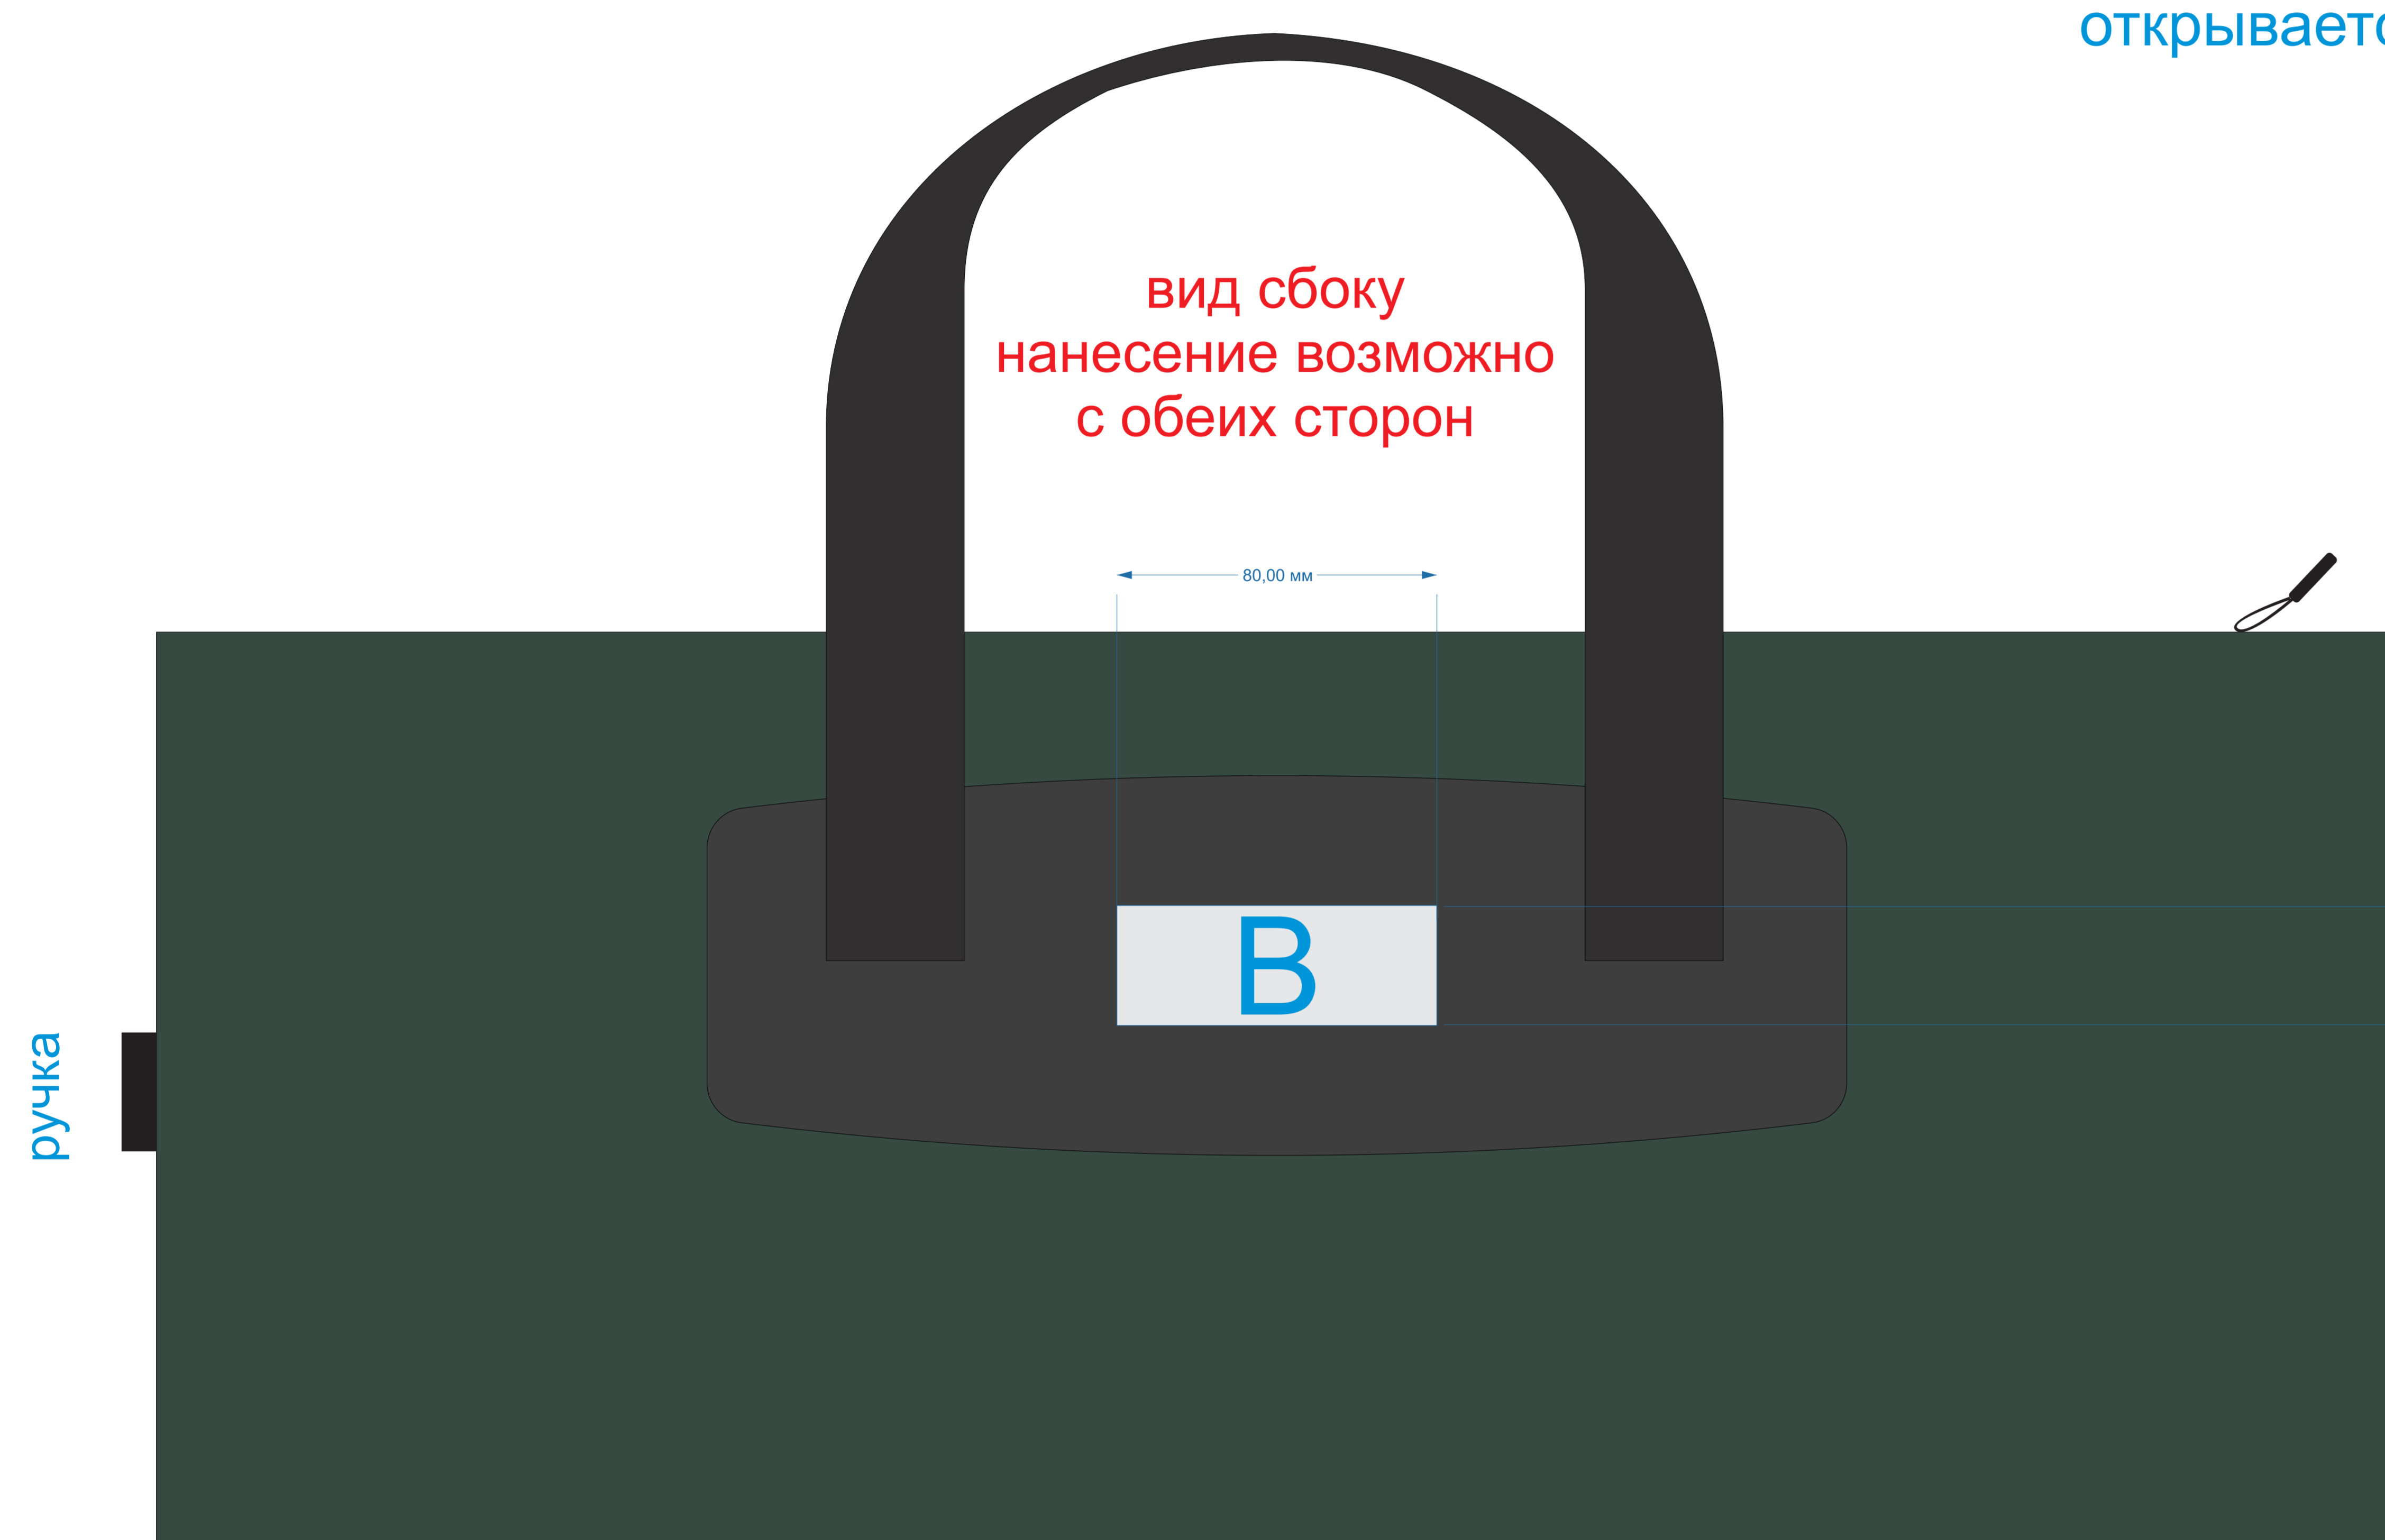 вид сбоку
нанесение возможно
с обеих сторон
80,00 мм
B
ручка